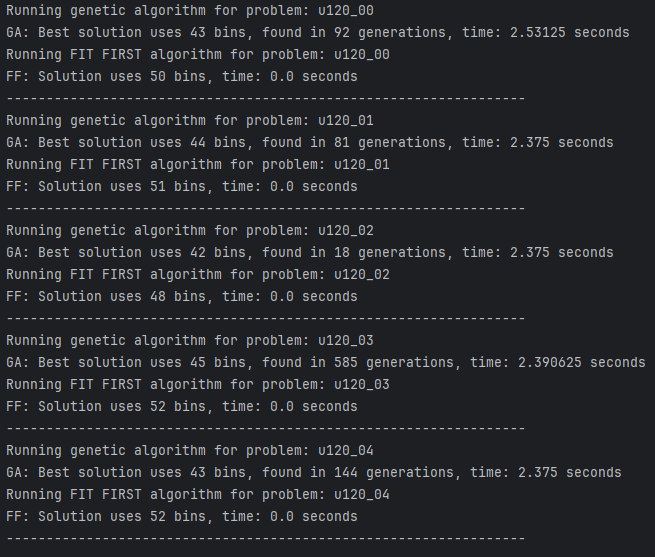 Running genetic algorithm for problem: u120_00
GA: Best solution uses 43 bins, found in 92 generations, time: 2.53125 seconds
Running FIT FIRST algorithm for problem: u120_00
FF: Solution uses 50 bins, time: 0.0 seconds
-----------------------------------------------------------------
Running genetic algorithm for problem: u120_01
GA: Best solution uses 44 bins, found in 81 generations, time: 2.375 seconds
Running FIT FIRST algorithm for problem: u120_01
FF: Solution uses 51 bins, time: 0.0 seconds
-----------------------------------------------------------------
Running genetic algorithm for problem: u120_02
GA: Best solution uses 42 bins, found in 18 generations, time: 2.375 seconds
Running FIT FIRST algorithm for problem: u120_02
FF: Solution uses 48 bins, time: 0.0 seconds
-----------------------------------------------------------------
Running genetic algorithm for problem: u120_03
GA: Best solution uses 45 bins, found in 585 generations, time: 2.390625 seconds
Running FIT FIRST algorithm for problem: u120_03
FF: Solution uses 52 bins, time: 0.0 seconds
-----------------------------------------------------------------
Running genetic algorithm for problem: u120_04
GA: Best solution uses 43 bins, found in 144 generations, time: 2.375 seconds
Running FIT FIRST algorithm for problem: u120_04
FF: Solution uses 52 bins, time: 0.0 seconds
-----------------------------------------------------------------